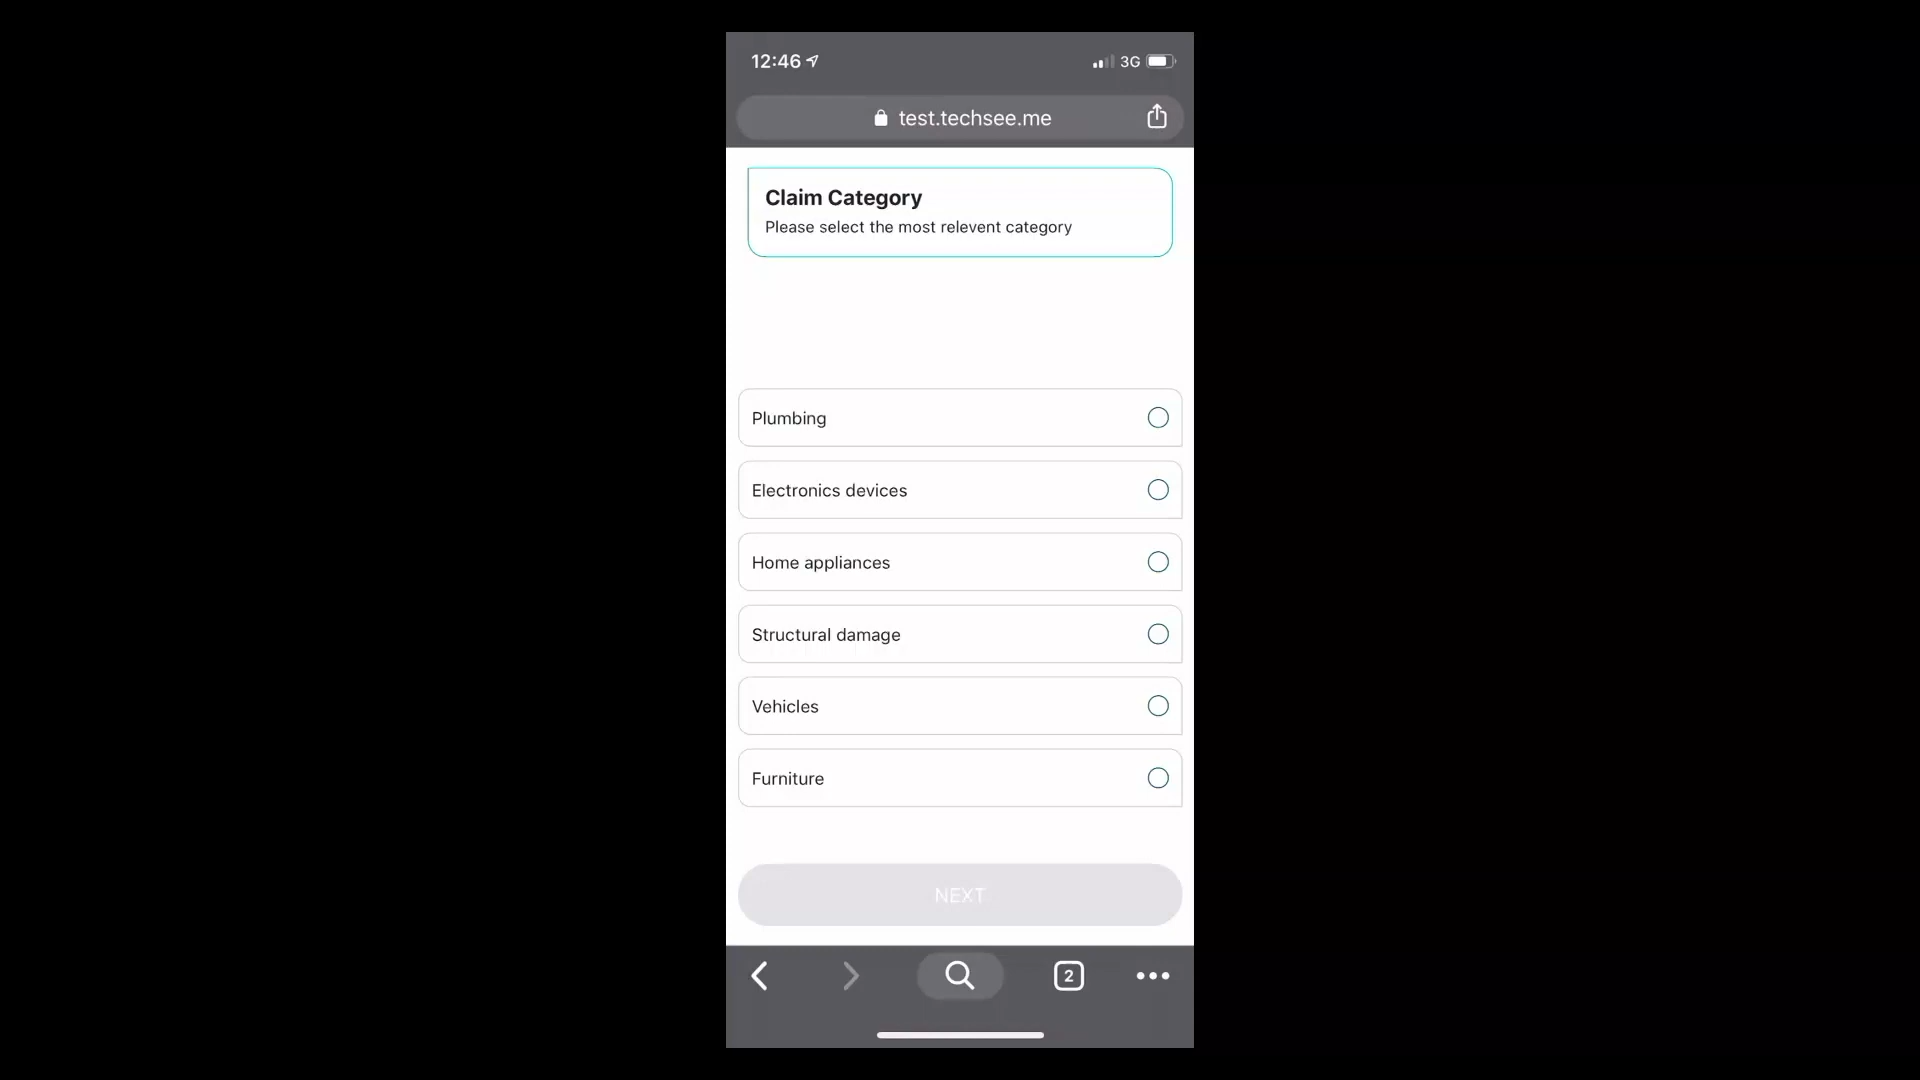 12:46
3G
test.techsee.me
Claim Category
Please select the most relevent category
Plumbing
Electronics devices
Home appliances
Structural damage
Vehicles
Furniture
NEXT
2